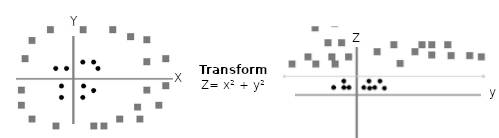 Y
X
Transform
Z= x² + y²
Z
y